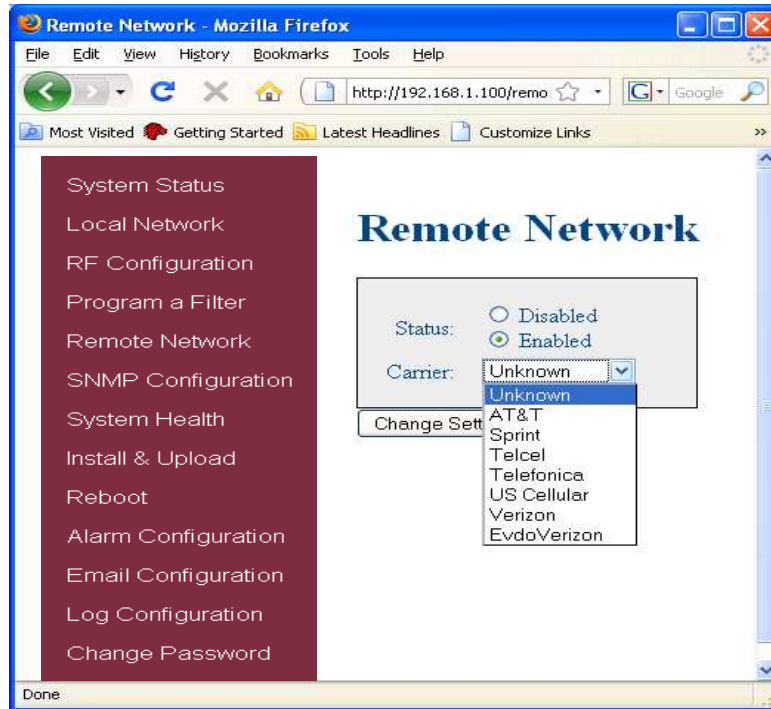 Remote Network - Mozilla Firefox
File Edit View History Bookmarks Tools Help
http://192.168.1.100/remo
G Google
Most Visited Getting Started Latest Headlines Customize Links »
System Status
Local Network
RF Configuration
Program a Filter
Remote Network
SNMP Configuration
System Health
Install & Upload
Reboot
Alarm Configuration
Email Configuration
Log Configuration
Change Password
Remote Network
Status:
Disabled
Enabled
Carrier:
Unknown
Unknown
AT&T
Sprint
Telcel
Telefonica
US Cellular
Verizon
EvdoVerizon
Change Sett
Done